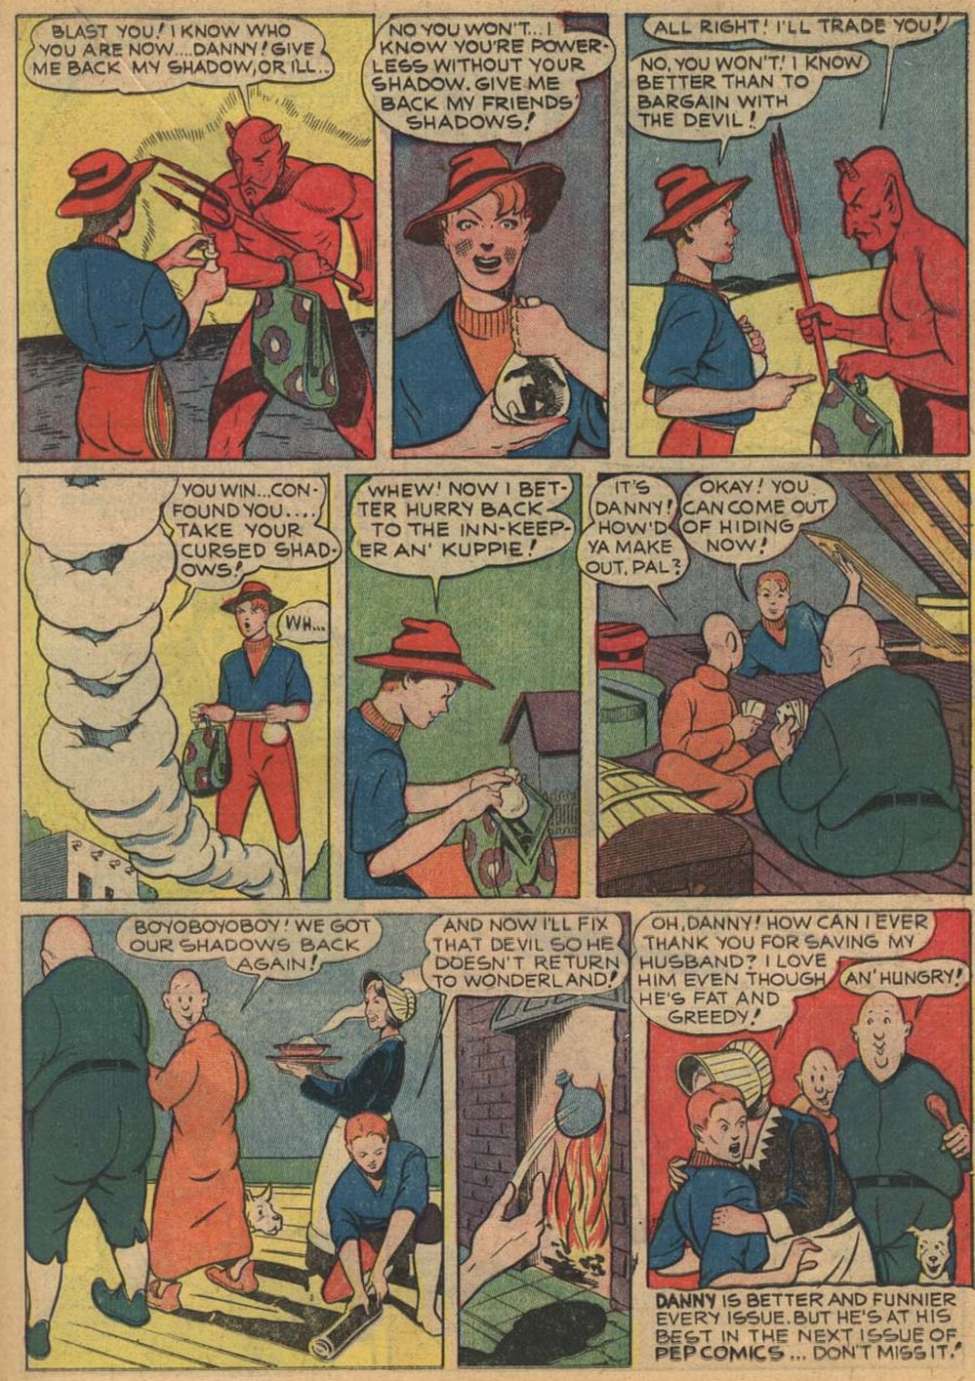 BLAST YOU! I KNOW WHO
YOU ARE NOW....DANNY! GIVE
ME BACK MY SHADOW, OR ILL..
NO YOU WON'T... I
KNOW YOU'RE POWER-
LESS WITHOUT YOUR
SHADOW. GIVE ME
BACK MY FRIENDS'
SHADOWS!
ALL RIGHT! I'LL TRADE YOU!
NO, YOU WON'T! I KNOW
BETTER THAN TO
BARGAIN WITH
THE DEVIL!
YOU WIN...CON-
FOUND YOU....
TAKE YOUR
CURSED SHAD-
OWS!
WH...
WHEW! NOW I BET-
TER HURRY BACK
TO THE INN-KEEP-
ER AN' KUPPIE!
IT'S
DANNY!
HOW'D
YA MAKE
OUT, PAL?
OKAY! YOU
CAN COME OUT
OF HIDING
NOW!
BOYOBOYOBOY! WE GOT
OUR SHADOWS BACK
AGAIN!
AND NOW I'LL FIX
THAT DEVIL SO HE
DOESN'T RETURN
TO WONDERLAND!
OH, DANNY! HOW CAN I EVER
THANK YOU FOR SAVING MY
HUSBAND? I LOVE
HIM EVEN THOUGH
HE'S FAT AND
GREEDY!
AN' HUNGRY!
DANNY IS BETTER AND FUNNIER
EVERY ISSUE. BUT HE'S AT HIS
BEST IN THE NEXT ISSUE OF
PEP COMICS... DON'T MISS IT!